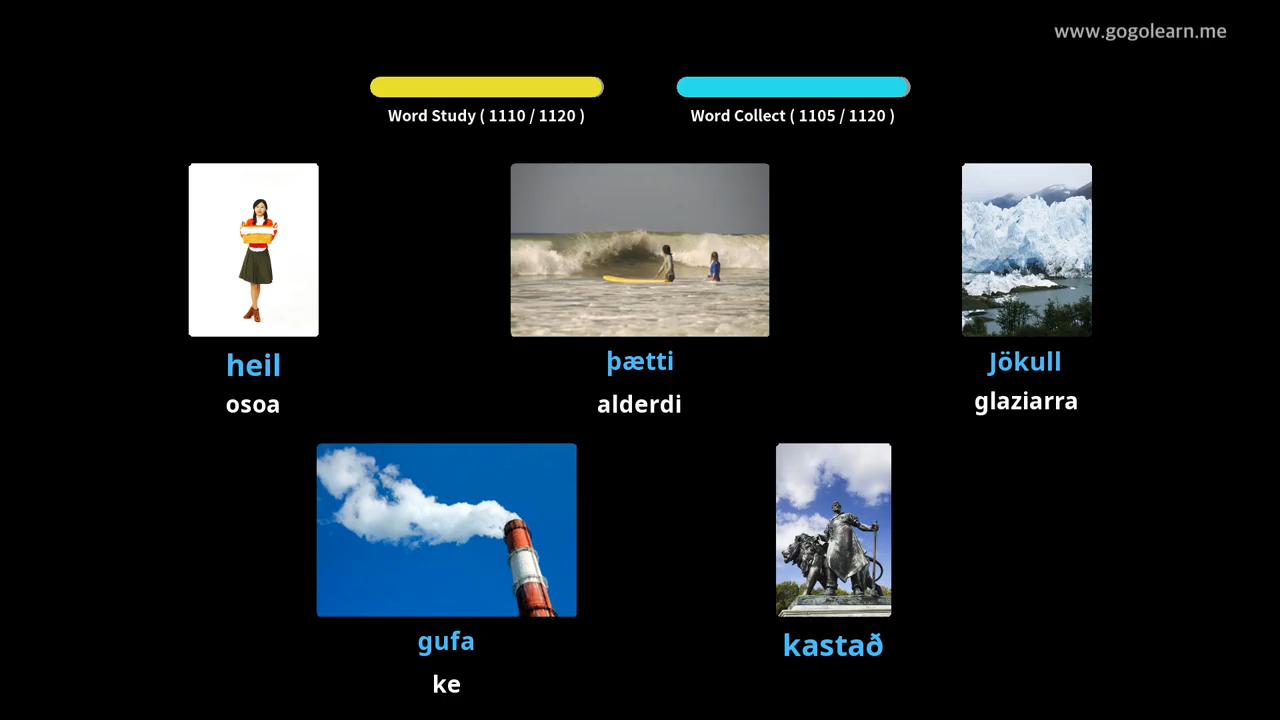 www.gogolearn.me
Word Study ( 1110 / 1120 )
Word Collect ( 1105 / 1120 )
heil
osoa
þætti
alderdi
Jökull
glaziarra
gufa
ke
kastað